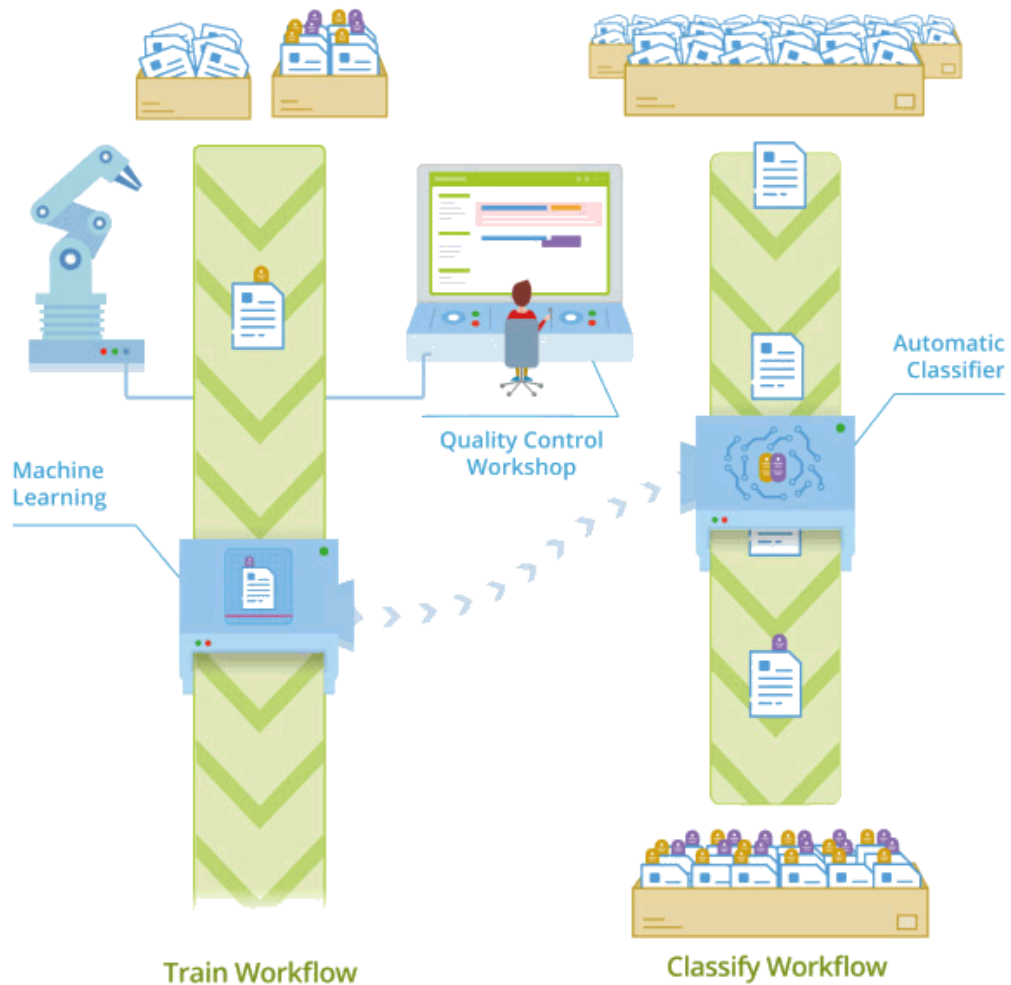 Automatic
Classifier
Quality Control
Workshop
Machine
Learning
Train Workflow
Classify Workflow